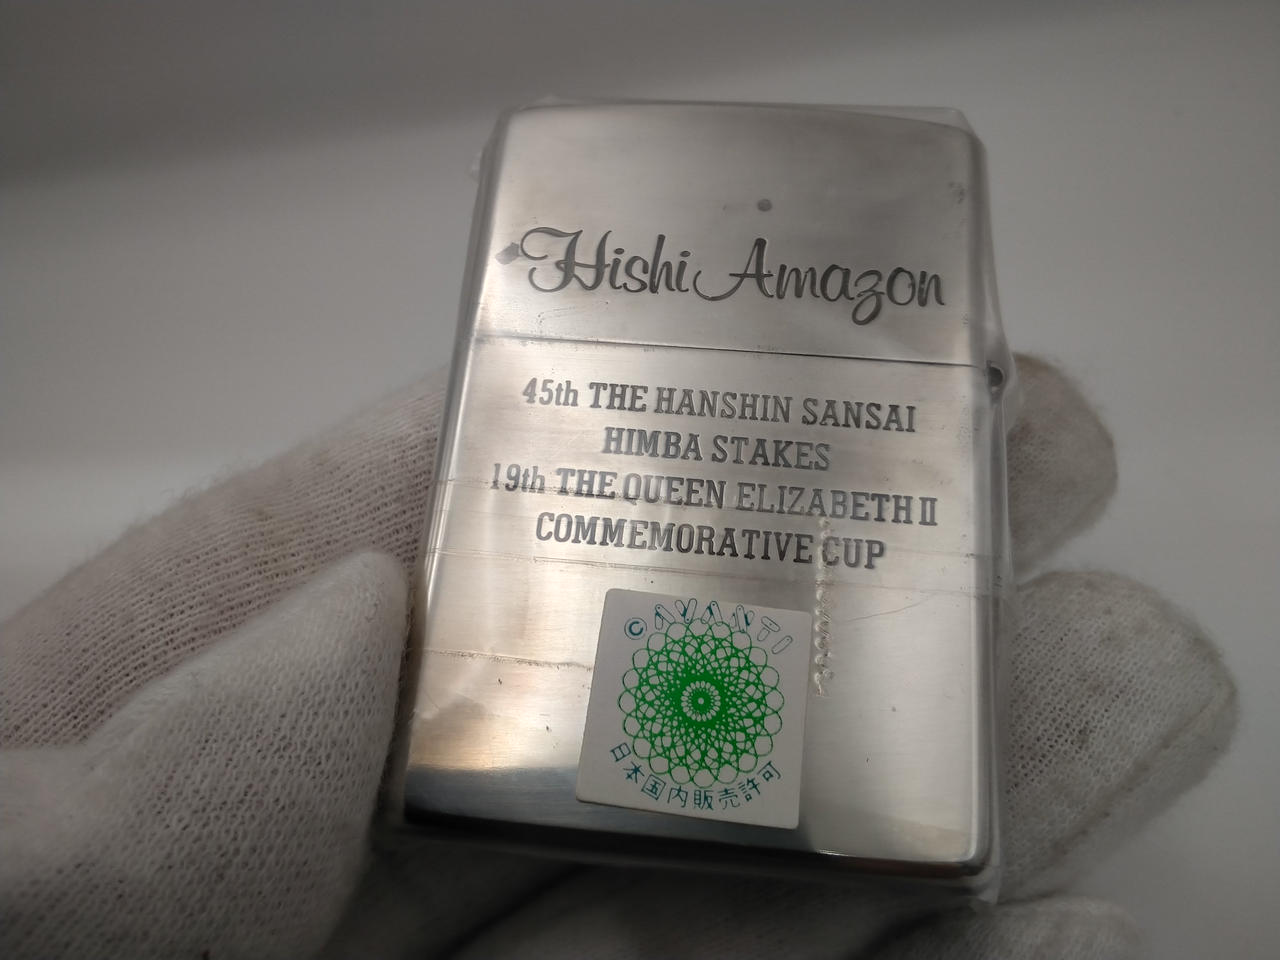 Hishi Amazon
45th THE HANSHIN SANSAI
HIMBA STAKES
19th THE QUEEN ELIZABETH II
COMMEMORATIVE CUP
©AVANTI
日本国内販売許可